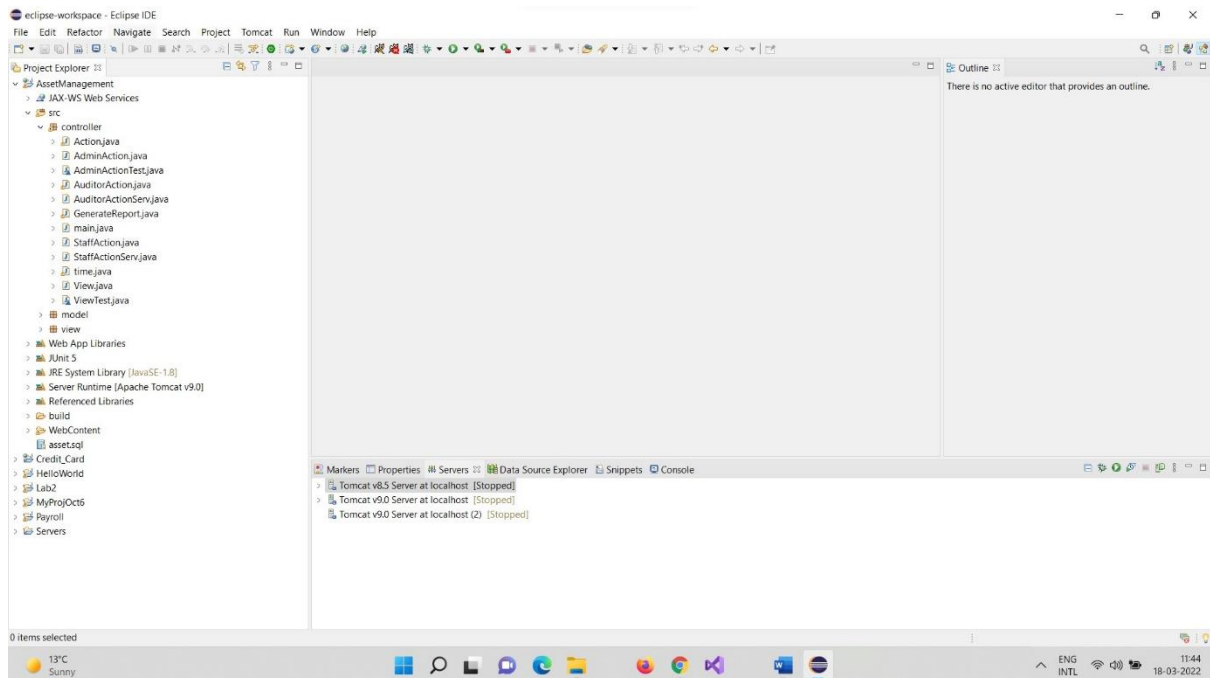 eclipse-workspace - Eclipse IDE
File Edit Refactor Navigate Search Project Tomcat Run Window Help
Project Explorer
AssetManagement
JAX-WS Web Services
src
controller
Action.java
AdminAction.java
AdminActionTest.java
AuditorAction.java
AuditorActionServ.java
GenerateReport.java
main.java
StaffAction.java
StaffActionServ.java
time.java
View.java
ViewTest.java
model
view
Web App Libraries
JUnit 5
JRE System Library [JavaSE-1.8]
Server Runtime [Apache Tomcat v9.0]
Referenced Libraries
build
WebContent
asset.sql
Credit_Card
HelloWorld
Lab2
MyProjOct6
Payroll
Servers
Outline
There is no active editor that provides an outline.
Markers Properties Servers Data Source Explorer Snippets Console
Tomcat v8.5 Server at localhost [Stopped]
Tomcat v9.0 Server at localhost [Stopped]
Tomcat v9.0 Server at localhost (2) [Stopped]
0 items selected
13°C
Sunny
ENG
INTL
11:44
18-03-2022